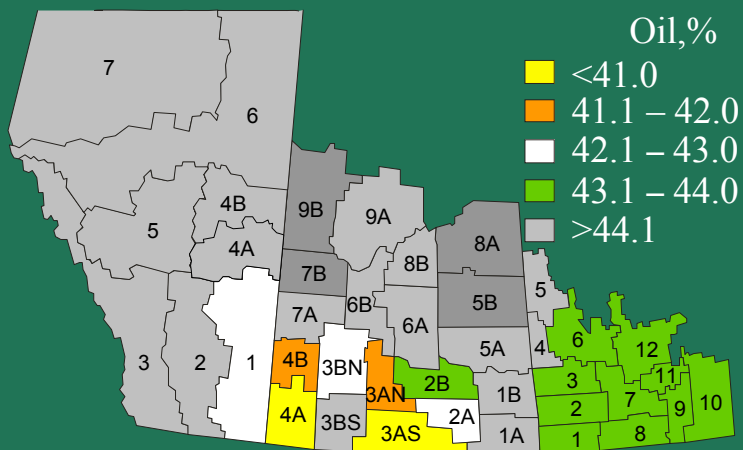 Oil,%
<41.0
41.1 – 42.0
42.1 – 43.0
43.1 – 44.0
>44.1
7
6
5
4B
4A
3
2
1
9B
9A
8B
8A
7B
6B
5B
7A
6A
5A
4B
3BN
3AN
2B
1B
4A
3BS
3AS
2A
1A
5
4
6
12
3
11
2
7
9
10
1
8